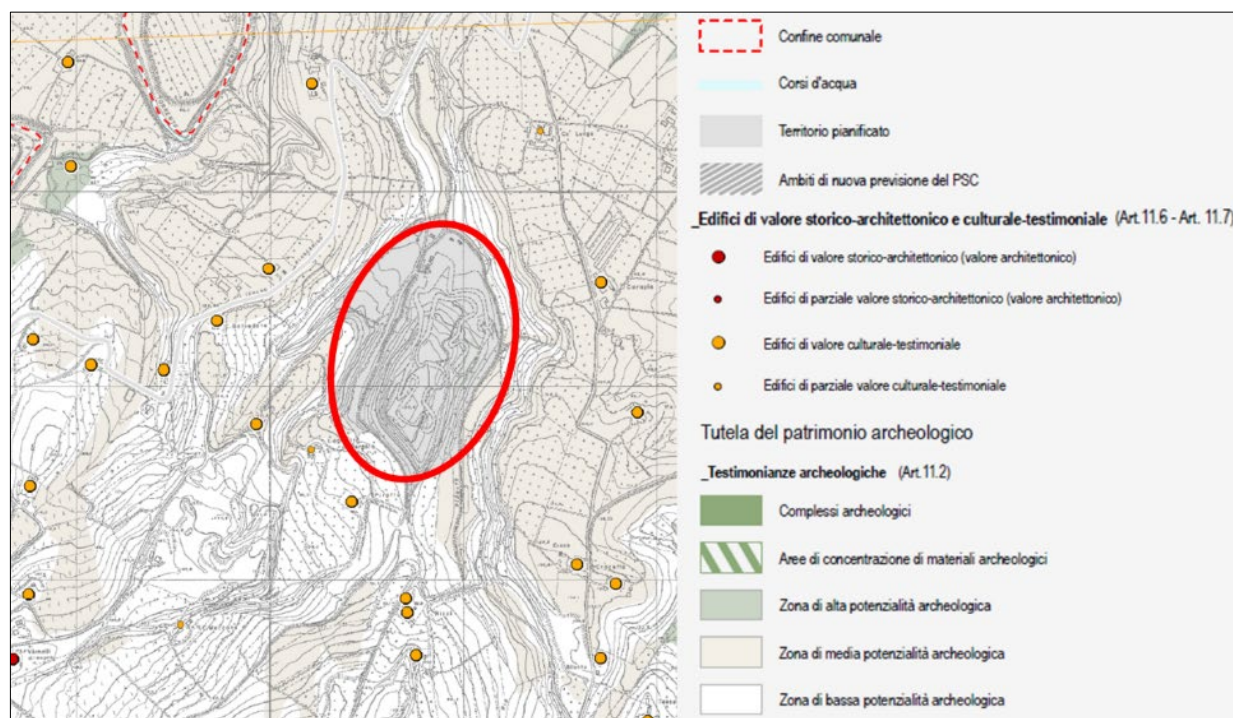 Confine comunale
Corsi d'acqua
Territorio pianificato
Ambiti di nuova previsione del PSC
_Edifici di valore storico-architettonico e culturale-testimoniale (Art.11.6 - Art. 11.7)
Edifici di valore storico-architettonico (valore architettonico)
Edifici di parziale valore storico-architettonico (valore architettonico)
Edifici di valore culturale-testimoniale
Edifici di parziale valore culturale-testimoniale
Tutela del patrimonio archeologico
_Testimonianze archeologiche (Art.11.2)
Complessi archeologici
Aree di concentrazione di materiali archeologici
Zona di alta potenzialità archeologica
Zona di media potenzialità archeologica
Zona di bassa potenzialità archeologica